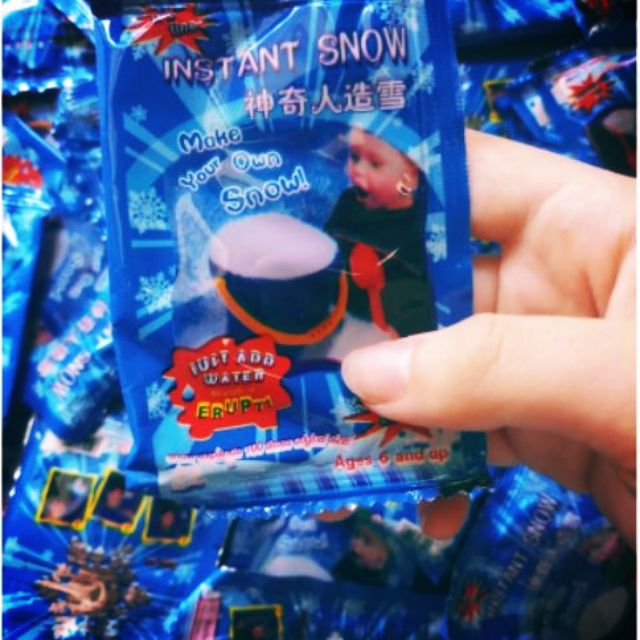 INSTANT SNOW
神奇人造雪
Make
Your Own
Snow!
JUST ADD
WATER
ERUPT!
Ages 6 and up
INSTANT SNOW